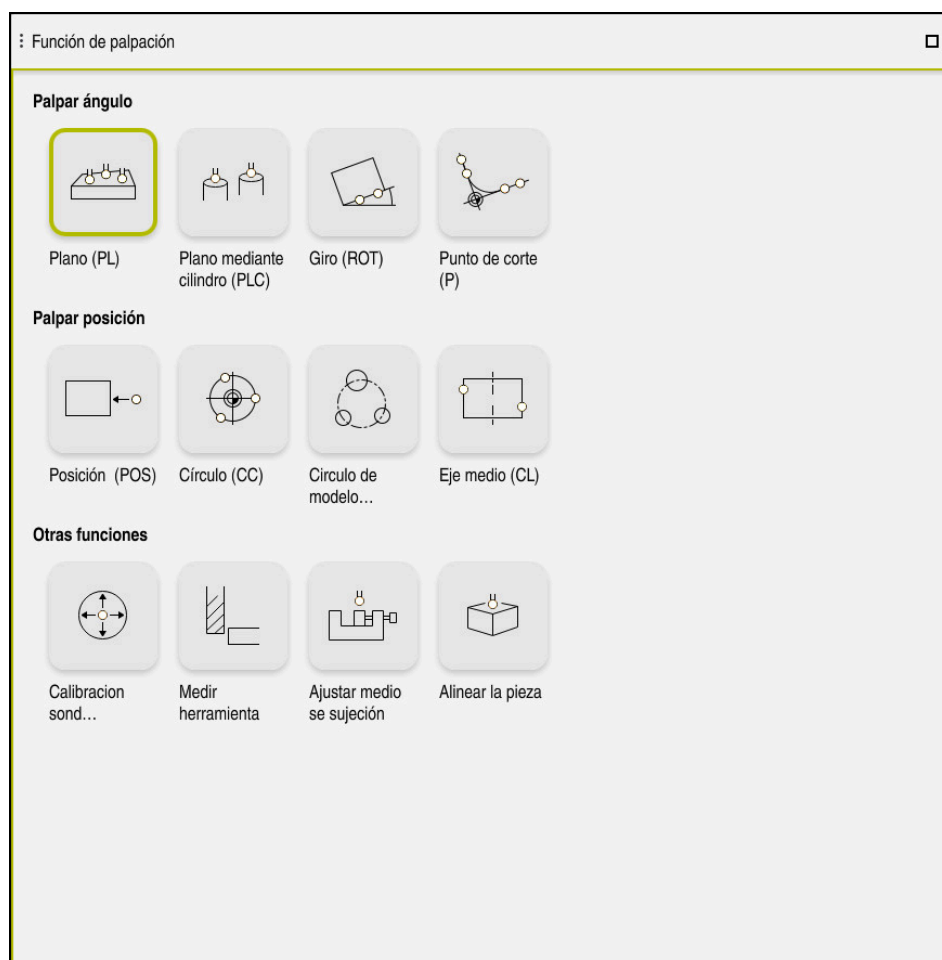 Función de palpación
Palpar ángulo
Plano (PL)
Plano mediante
cilindro (PLC)
Giro (ROT)
Punto de corte
(P)
Palpar posición
Posición (POS)
Círculo (CC)
Circulo de
modelo…
Eje medio (CL)
Otras funciones
Calibracion
sond…
Medir
herramienta
Ajustar medio
se sujeción
Alinear la pieza